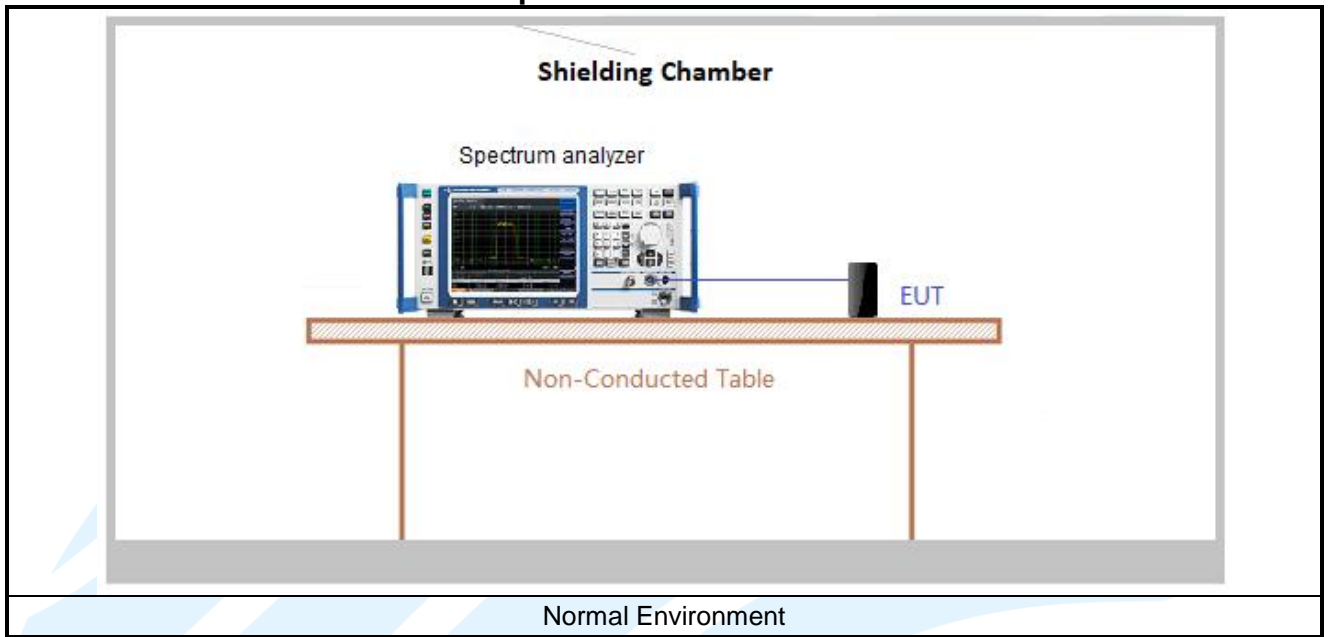 Shielding Chamber
Spectrum analyzer
EUT
Non-Conducted Table
Normal Environment